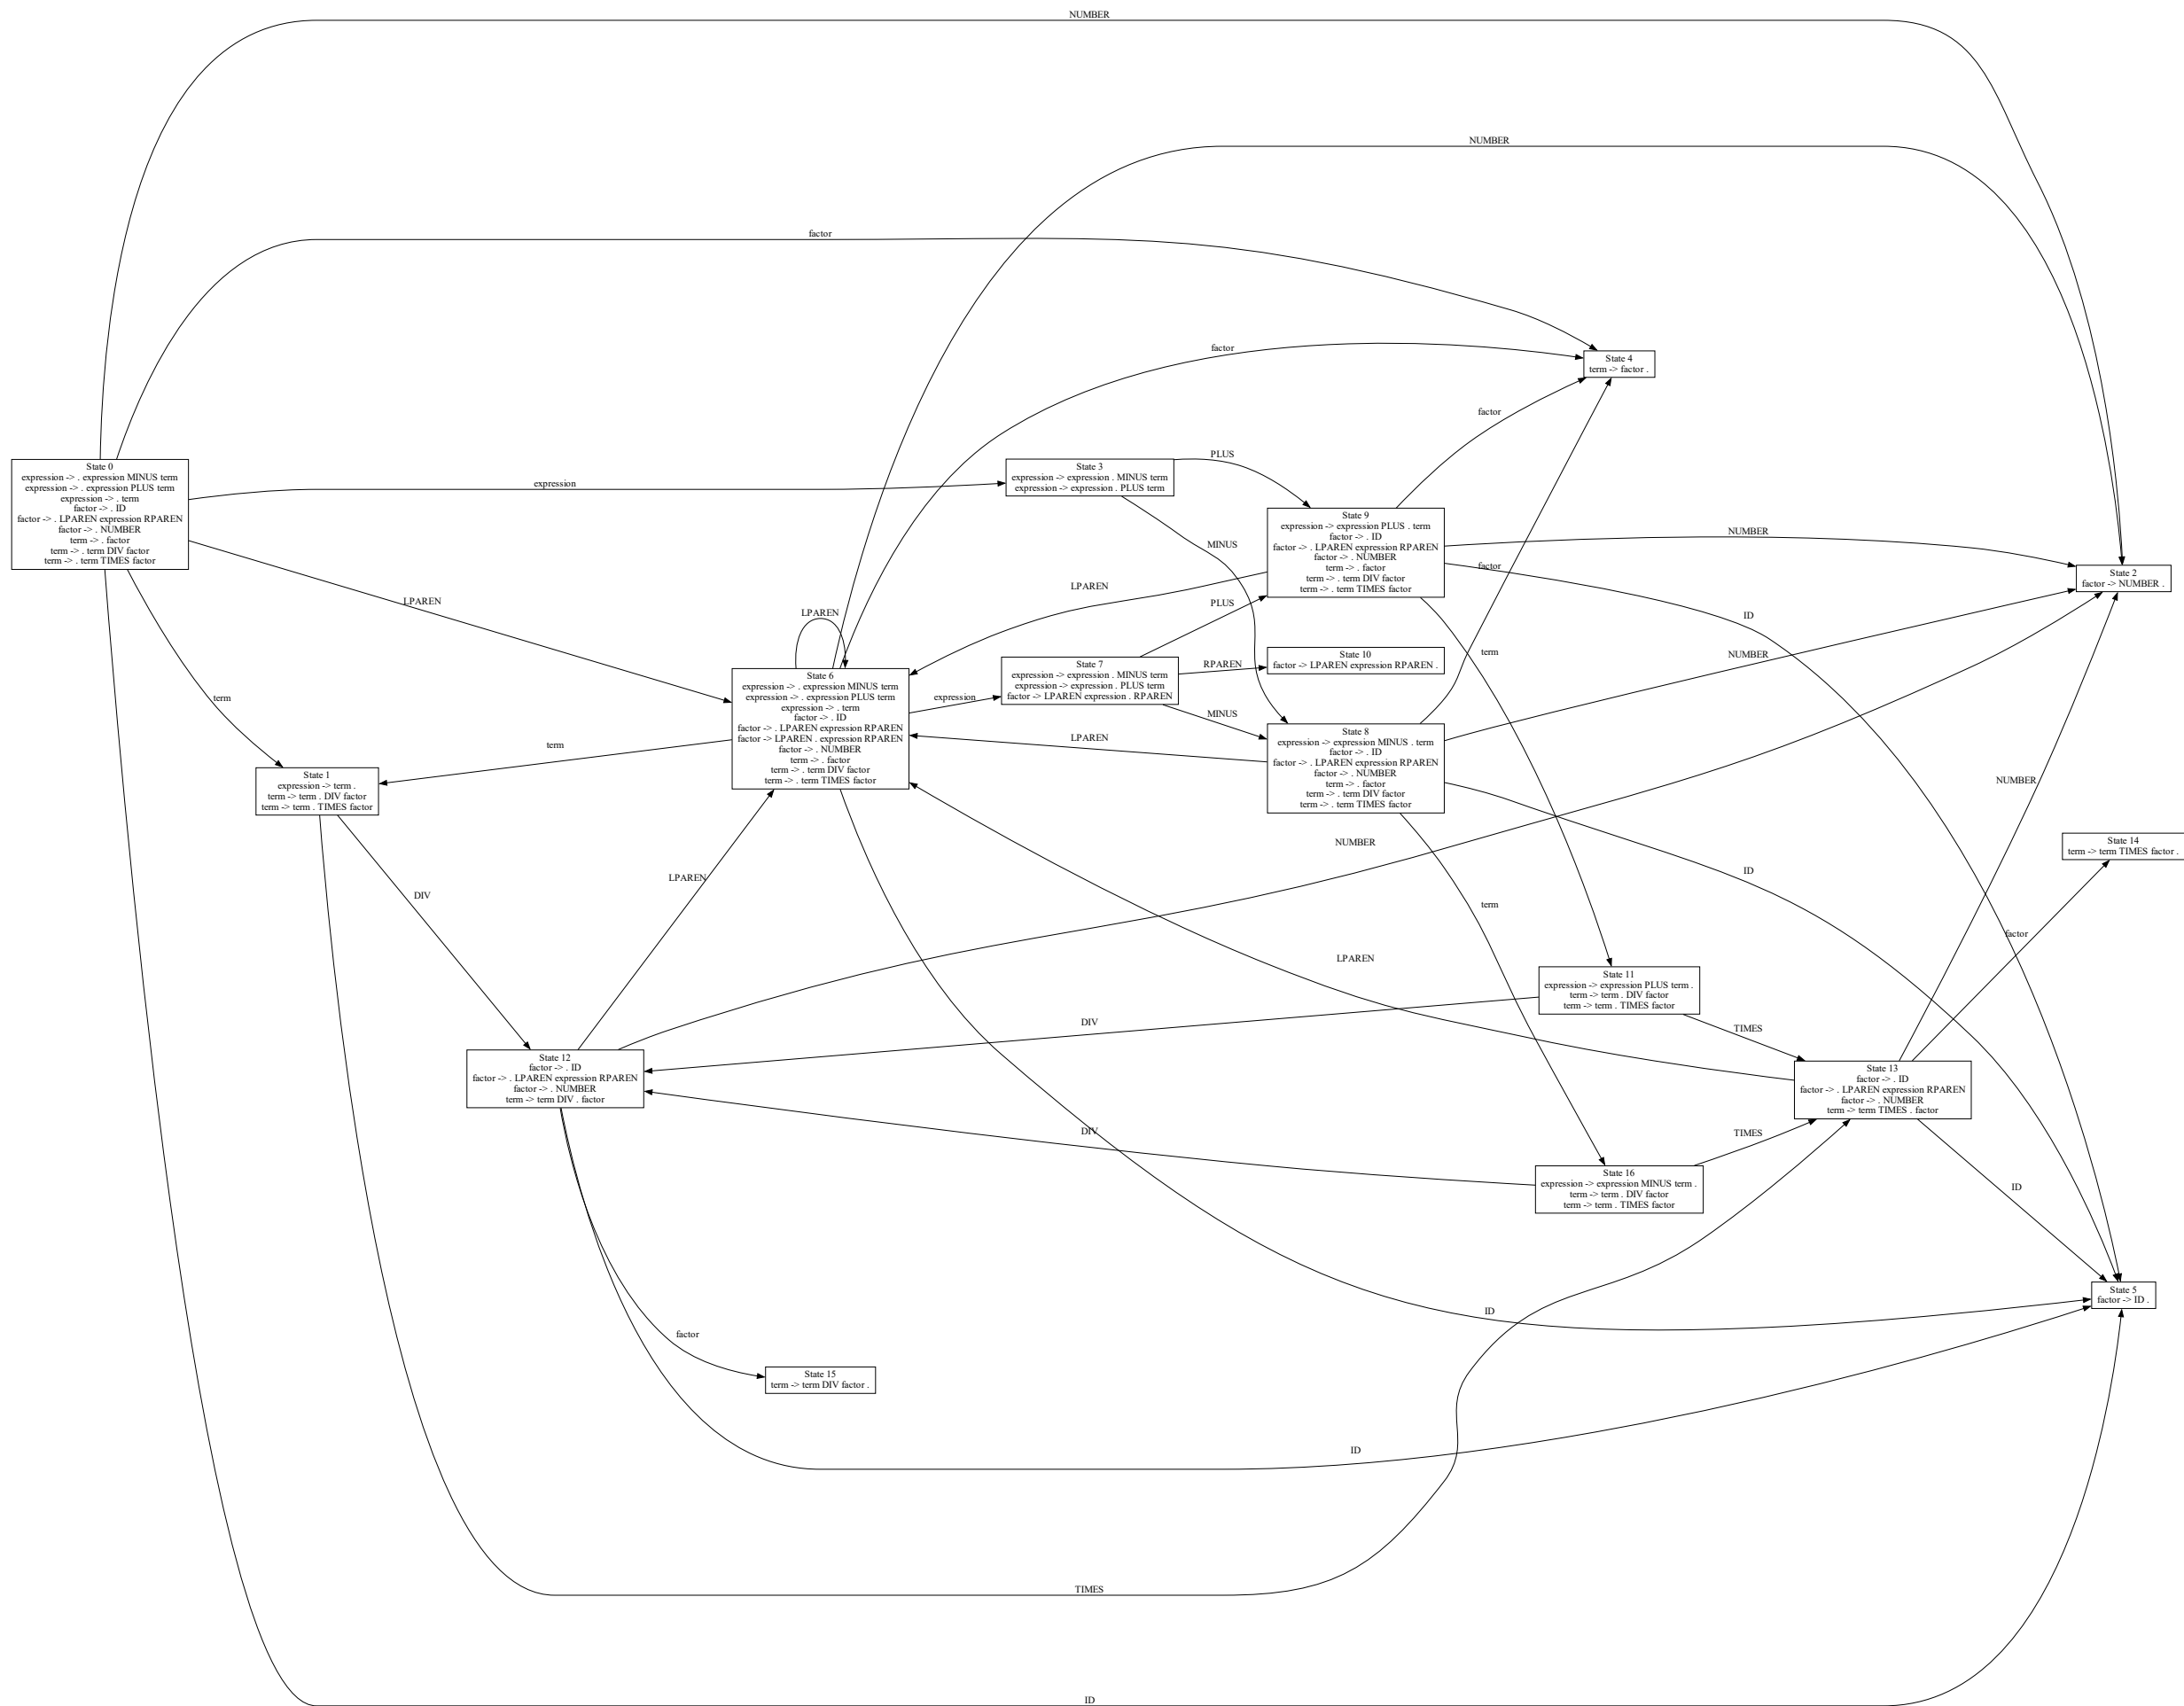 NUMBER
NUMBER
factor
factor
State 4
term -> factor .
factor
State 0
expression -> . expression MINUS term
expression -> . expression PLUS term
expression -> . term
factor -> . ID
factor -> . LPAREN expression RPAREN
factor -> . NUMBER
term -> . factor
term -> . term DIV factor
term -> . term TIMES factor
expression
State 3
expression -> expression . MINUS term
expression -> expression . PLUS term
PLUS
MINUS
State 9
expression -> expression PLUS . term
factor -> . ID
factor -> . LPAREN expression RPAREN
factor -> . NUMBER
term -> . factor
term -> . term DIV factor
term -> . term TIMES factor
NUMBER
factor
State 2
factor -> NUMBER .
LPAREN
LPAREN
PLUS
ID
LPAREN
term
NUMBER
State 6
expression -> . expression MINUS term
expression -> . expression PLUS term
expression -> . term
factor -> . ID
factor -> . LPAREN expression RPAREN
factor -> LPAREN . expression RPAREN
factor -> . NUMBER
term -> . factor
term -> . term DIV factor
term -> . term TIMES factor
State 7
expression -> expression . MINUS term
expression -> expression . PLUS term
factor -> LPAREN expression . RPAREN
RPAREN
State 10
factor -> LPAREN expression RPAREN .
expression
term
MINUS
LPAREN
term
State 8
expression -> expression MINUS . term
factor -> . ID
factor -> . LPAREN expression RPAREN
factor -> . NUMBER
term -> . factor
term -> . term DIV factor
term -> . term TIMES factor
State 1
expression -> term .
term -> term . DIV factor
term -> term . TIMES factor
NUMBER
State 14
term -> term TIMES factor .
NUMBER
ID
LPAREN
DIV
term
factor
LPAREN
State 11
expression -> expression PLUS term .
term -> term . DIV factor
term -> term . TIMES factor
DIV
TIMES
State 12
factor -> . ID
factor -> . LPAREN expression RPAREN
factor -> . NUMBER
term -> term DIV . factor
State 13
factor -> . ID
factor -> . LPAREN expression RPAREN
factor -> . NUMBER
term -> term TIMES . factor
DIV
TIMES
State 16
expression -> expression MINUS term .
term -> term . DIV factor
term -> term . TIMES factor
ID
State 5
factor -> ID .
ID
factor
State 15
term -> term DIV factor .
ID
TIMES
ID